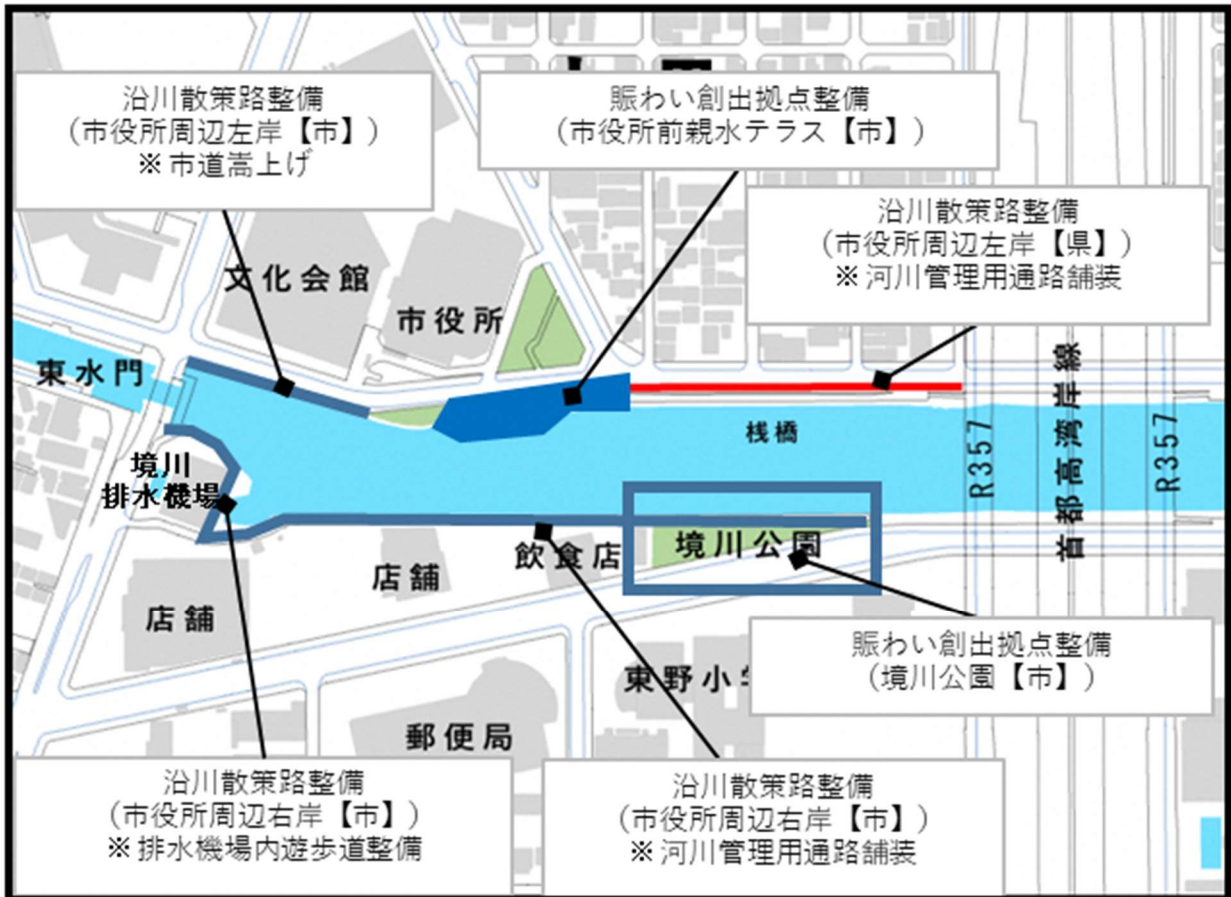 沿川散策路整備
(市役所周辺左岸【市】)
※市道嵩上げ
賑わい創出拠点整備
(市役所前親水テラス【市】)
沿川散策路整備
(市役所周辺左岸【県】)
※河川管理用通路舗装
文化会館
市役所
東水門
桟橋
R357
首都高湾岸線
R357
境川
排水機場
境川公園
飲食店
店舗
店舗
賑わい創出拠点整備
(境川公園【市】)
東野小
郵便局
沿川散策路整備
(市役所周辺右岸【市】)
※排水機場内遊歩道整備
沿川散策路整備
(市役所周辺右岸【市】)
※河川管理用通路舗装